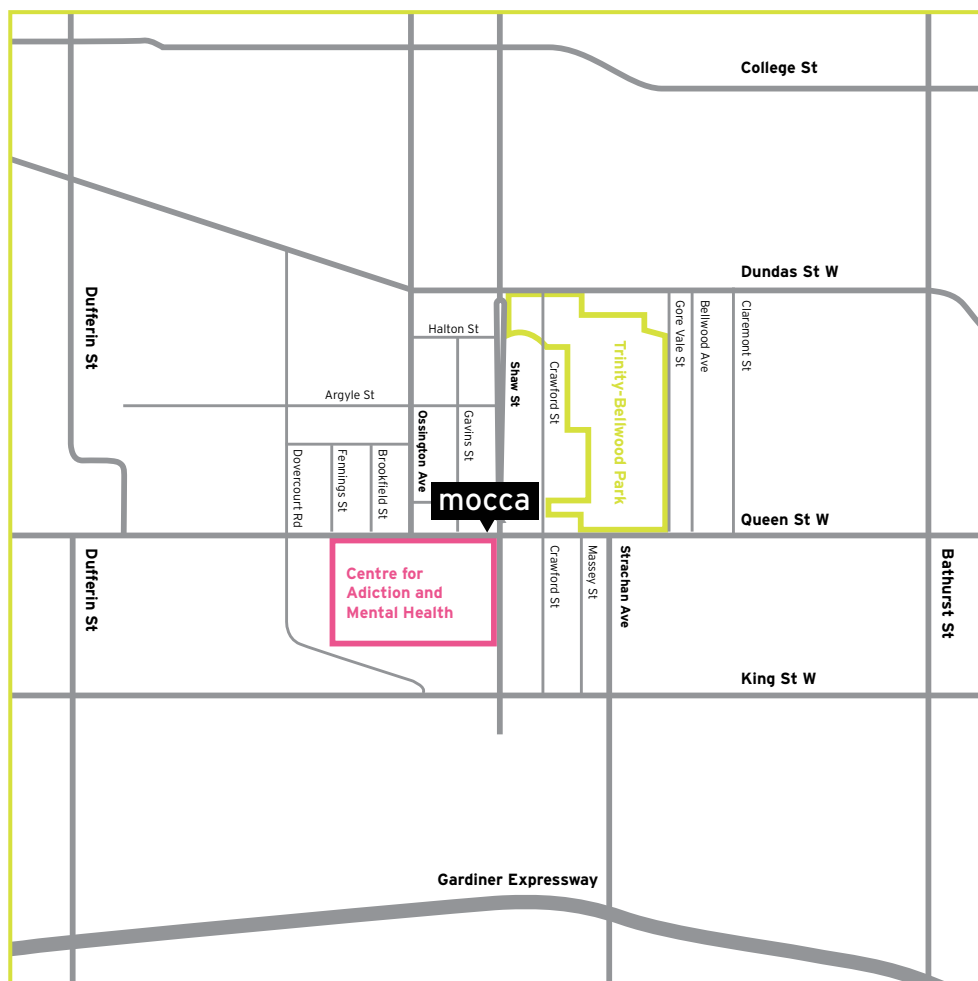 College St
Dundas St W
Dufferin St
Halton St
Shaw St
Crawford St
Trinity-Bellwood Park
Gore Vale St
Bellwood Ave
Claremont St
Argyle St
Ossington Ave
Gavins St
Dovercourt Rd
Fennings St
Brookfield St
mocca
Queen St W
Dufferin St
Centre for
Adiction and
Mental Health
Crawford St
Massey St
Strachan Ave
Bathurst St
King St W
Gardiner Expressway